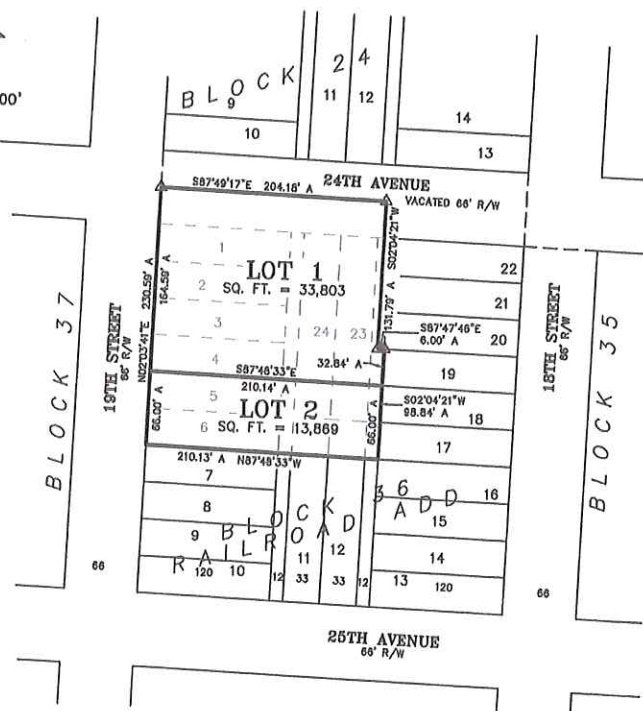 00'
BLOCK 24
9
10
11
12
14
13
24TH AVENUE
VACATED 66' R/W
S87°49'17"E 204.18' A
S02°04'21"W
131.79' A
N02°03'41"E 230.59' A
164.59' A
1
2
3
4
24
23
LOT 1
SQ. FT. = 33,803
S87°47'46"E
6.00' A
32.84' A
S87°48'33"E
210.14' A
22
21
20
19
18
17
16
15
14
13
120
S02°04'21"W
98.84' A
5
6
LOT 2
SQ. FT. = 13,869
66.00' A
66.00' A
210.13' A N87°48'33"W
BLOCK 37
19TH STREET
66' R/W
18TH STREET
66' R/W
BLOCK 35
7
8
9
10
120
BLOCK 36
RAILROAD ADD
11
12
12
33
33
12
66
66
25TH AVENUE
66' R/W